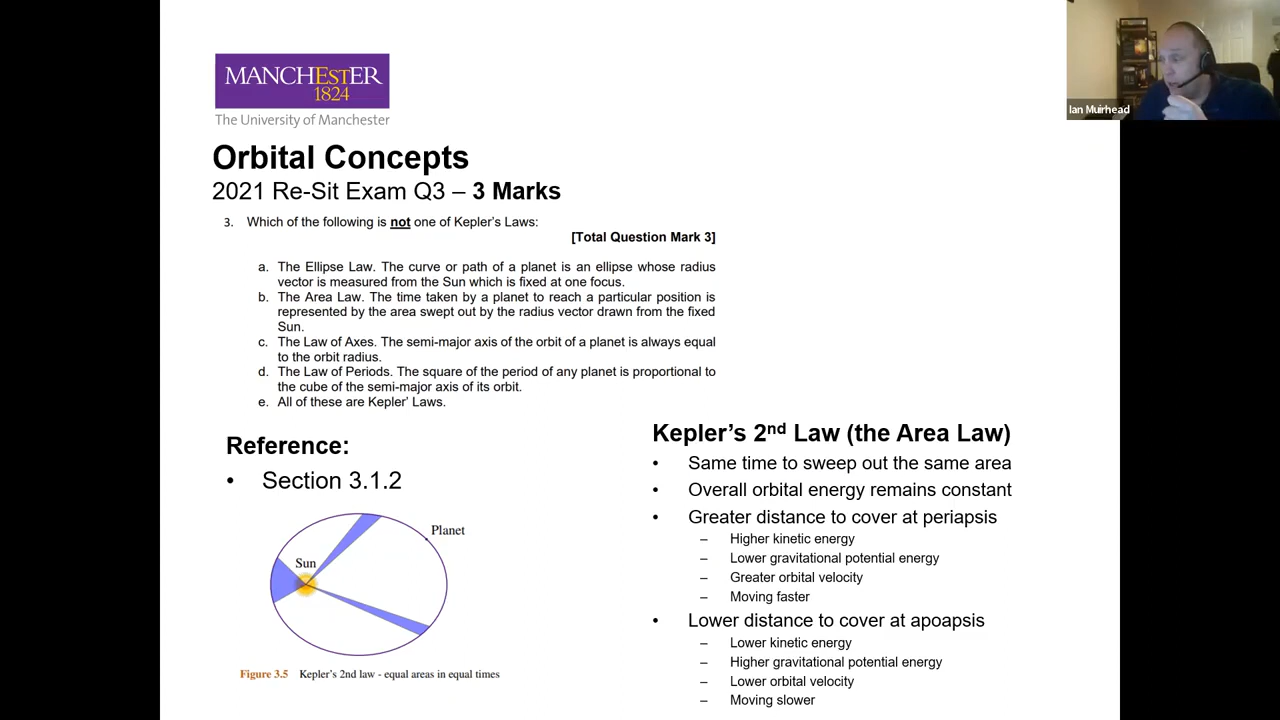 MANCHESTER
1824
The University of Manchester
Ian Muirhead
Orbital Concepts
2021 Re-Sit Exam Q3 – 3 Marks
3. Which of the following is not one of Kepler's Laws:
[Total Question Mark 3]
a. The Ellipse Law. The curve or path of a planet is an ellipse whose radius
vector is measured from the Sun which is fixed at one focus.
b. The Area Law. The time taken by a planet to reach a particular position is
represented by the area swept out by the radius vector drawn from the fixed
Sun.
c. The Law of Axes. The semi-major axis of the orbit of a planet is always equal
to the orbit radius.
d. The Law of Periods. The square of the period of any planet is proportional to
the cube of the semi-major axis of its orbit.
e. All of these are Kepler' Laws.
Reference:
• Section 3.1.2
Planet
Sun
Figure 3.5 Kepler's 2nd law - equal areas in equal times
Kepler's 2nd Law (the Area Law)
• Same time to sweep out the same area
• Overall orbital energy remains constant
• Greater distance to cover at periapsis
– Higher kinetic energy
– Lower gravitational potential energy
– Greater orbital velocity
– Moving faster
• Lower distance to cover at apoapsis
– Lower kinetic energy
– Higher gravitational potential energy
– Lower orbital velocity
– Moving slower